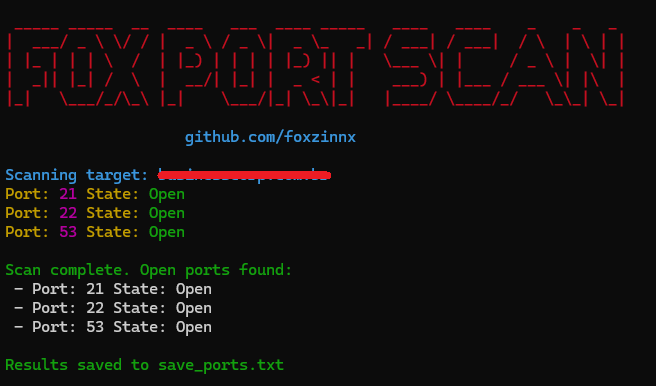 FOX PORT SCAN
github.com/foxzinnx
Scanning target:
Port: 21 State: Open
Port: 22 State: Open
Port: 53 State: Open
Scan complete. Open ports found:
- Port: 21 State: Open
- Port: 22 State: Open
- Port: 53 State: Open
Results saved to save_ports.txt